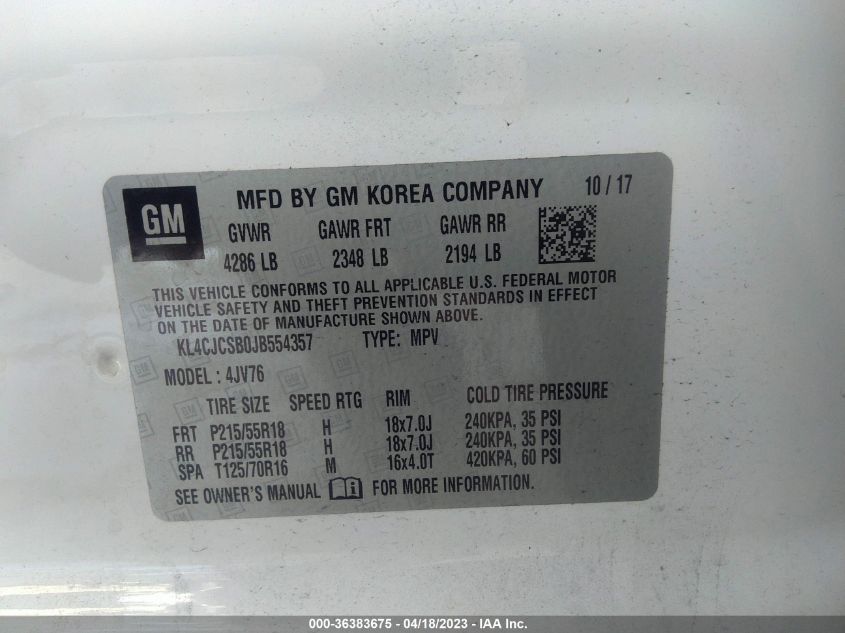 GM
MFD BY GM KOREA COMPANY 10 / 17
GVWR GAWR FRT GAWR RR
4286 LB 2348 LB 2194 LB
THIS VEHICLE CONFORMS TO ALL APPLICABLE U.S. FEDERAL MOTOR
VEHICLE SAFETY AND THEFT PREVENTION STANDARDS IN EFFECT
ON THE DATE OF MANUFACTURE SHOWN ABOVE.
KL4CJCSB0JB554357 TYPE: MPV
MODEL : 4JV76
TIRE SIZE SPEED RTG RIM COLD TIRE PRESSURE
FRT P215/55R18 H 18x7.0J 240KPA, 35 PSI
RR P215/55R18 H 18x7.0J 240KPA, 35 PSI
SPA T125/70R16 M 16x4.0T 420KPA, 60 PSI
SEE OWNER'S MANUAL FOR MORE INFORMATION.
000-36383675 - 04/18/2023 - IAA Inc.